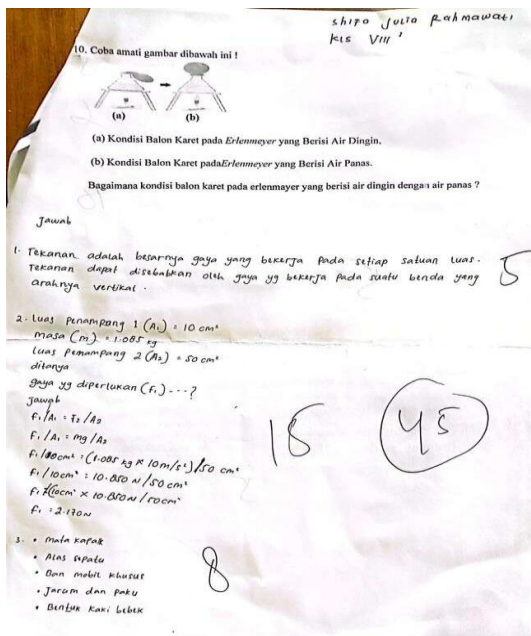 shipo Julia Rahmawati
kls VIII
10. Coba amati gambar dibawah ini !
(a) (b)
(a) Kondisi Balon Karet pada Erlenmeyer yang Berisi Air Dingin.
(b) Kondisi Balon Karet padaErlenmeyer yang Berisi Air Panas.
Bagaimana kondisi balon karet pada erlenmayer yang berisi air dingin dengan air panas ?
Jawab
1. Tekanan adalah besarnya gaya yang bekerja pada setiap satuan luas.
Tekanan dapat disebabkan oleh gaya yg bekerja pada suatu benda yang
arahnya vertikal.
5
2. Luas penampang 1 (A₁) = 10 cm²
masa (m) = 1.085 kg
Luas penampang 2 (A₂) = 50 cm²
ditanya
gaya yg diperlukan (F₁) ---?
Jawab
F₁/A₁ = F₂/A₂
F₁/A₁ = mg/A₂
F₁/10cm² = (1.085 kg x 10m/s²)/50 cm²
F₁/10cm² = 10.850 N/50 cm²
F₁ = (10cm² x 10.850N/50cm²
F₁ = 2.170N
15
45
3. • mata kapak
• Alas sepatu
• Ban mobil khusus
• Jarum dan paku
• Bentuk kaki bebek
8